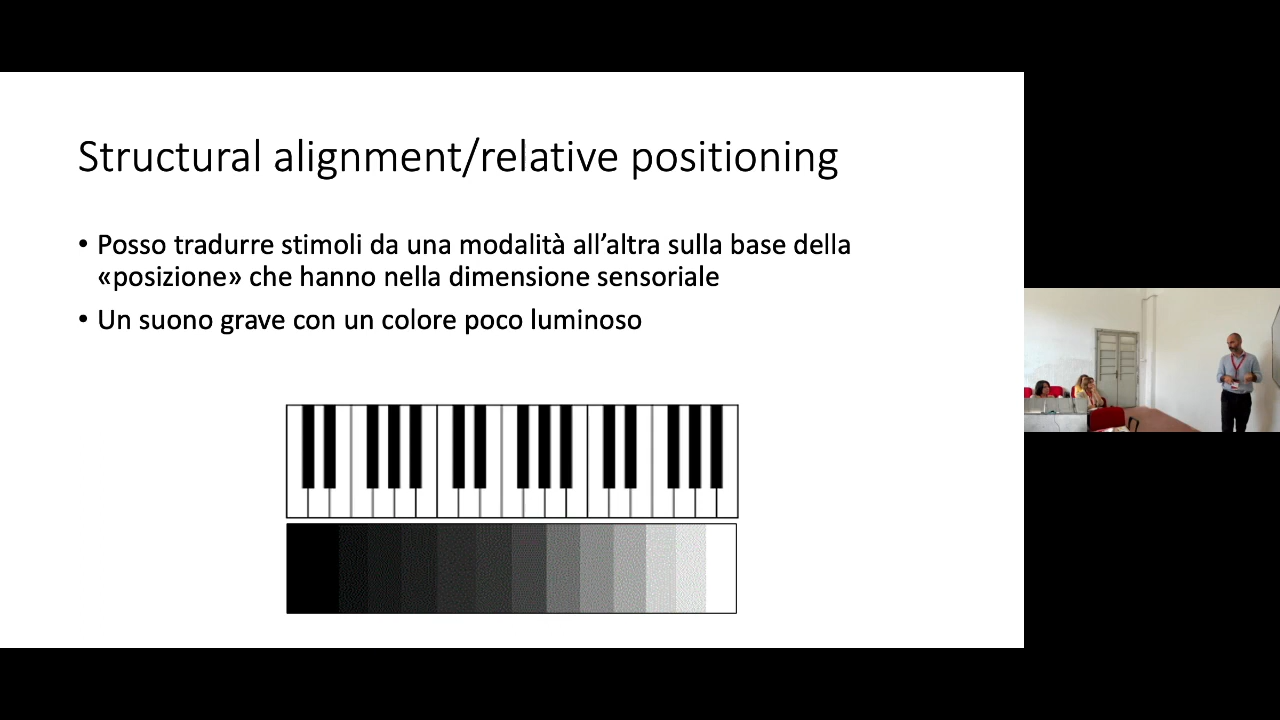 Structural alignment/relative positioning
• Posso tradurre stimoli da una modalità all’altra sulla base della
«posizione» che hanno nella dimensione sensoriale
• Un suono grave con un colore poco luminoso